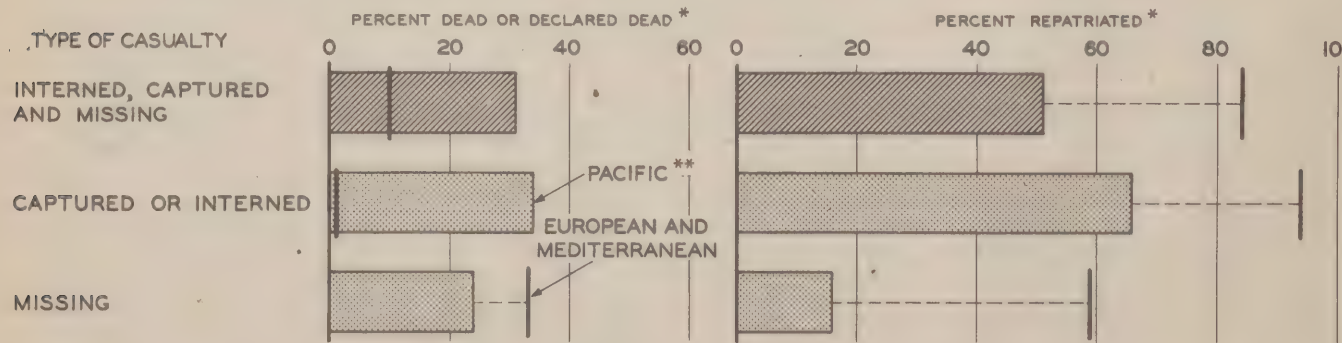 PERCENT DEAD OR DECLARED DEAD *
PERCENT REPATRIATED *
TYPE OF CASUALTY
0 20 40 60
0 20 40 60 80 10
INTERNED, CAPTURED
AND MISSING
PACIFIC **
CAPTURED OR INTERNED
EUROPEAN AND
MEDITERRANEAN
MISSING